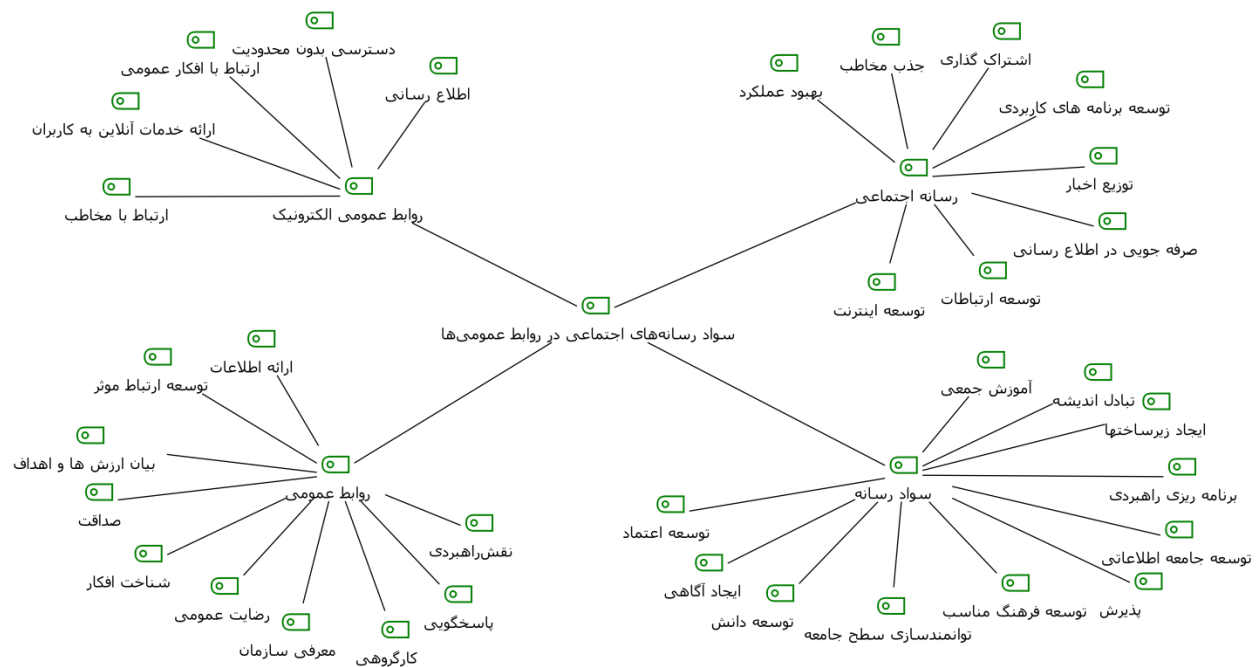 دسترسی بدون محدودیت
ارتباط با افکار عمومی
اطلاع رسانی
ارائه خدمات آنلاین به کاربران
ارتباط با مخاطب
روابط عمومی الکترونیک
اشتراک گذاری
جذب مخاطب
بهبود عملکرد
توسعه برنامه های کاربردی
توزیع اخبار
رسانه اجتماعی
صرفه جویی در اطلاع رسانی
توسعه ارتباطات
توسعه اینترنت
سواد رسانه‌های اجتماعی در روابط عمومی‌ها
ارائه اطلاعات
توسعه ارتباط موثر
بیان ارزش ها و اهداف
روابط عمومی
صداقت
نقش‌راهبردی
شناخت افکار
رضایت عمومی
پاسخگویی
معرفی سازمان
کارگروهی
آموزش جمعی
تبادل اندیشه
ایجاد زیرساختها
برنامه ریزی راهبردی
سواد رسانه
توسعه اعتماد
توسعه جامعه اطلاعاتی
ایجاد آگاهی
پذیرش
توسعه فرهنگ مناسب
توسعه دانش
توانمندسازی سطح جامعه